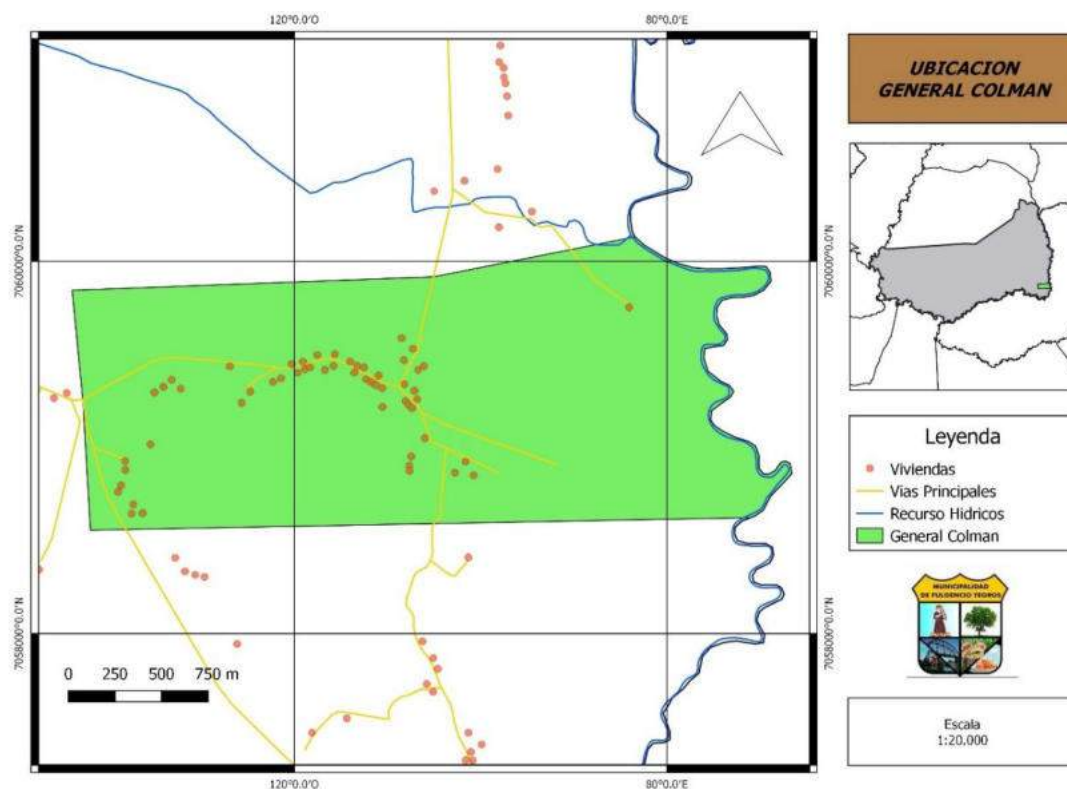 120°0.0'O
80°0.0'E
7060000°0.0'N
7060000°0.0'N
7058000°0.0'N
7058000°0.0'N
0 250 500 750 m
120°0.0'O
80°0.0'E
UBICACION
GENERAL COLMAN
Leyenda
Viviendas
Vias Principales
Recurso Hidricos
General Colman
MUNICIPALIDAD
DE FULGENCIO YEGROS
Escala
1:20.000